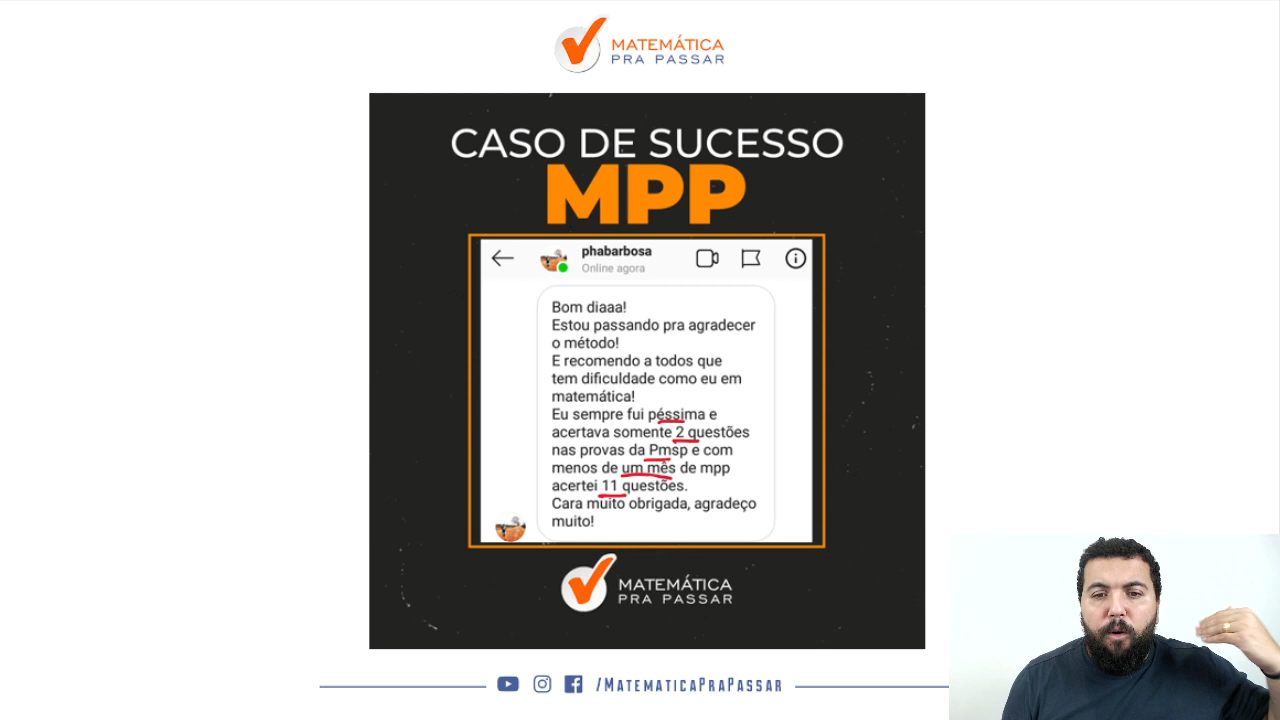 MATEMÁTICA
PRA PASSAR
CASO DE SUCESSO
MPP
phabarbosa
Online agora
Bom diaaa!
Estou passando pra agradecer
o método!
E recomendo a todos que
tem dificuldade como eu em
matemática!
Eu sempre fui péssima e
acertava somente 2 questões
nas provas da Pmsp e com
menos de um mês de mpp
acertei 11 questões.
Cara muito obrigada, agradeço
muito!
MATEMÁTICA
PRA PASSAR
/MATEMATICAPRAPASSAR